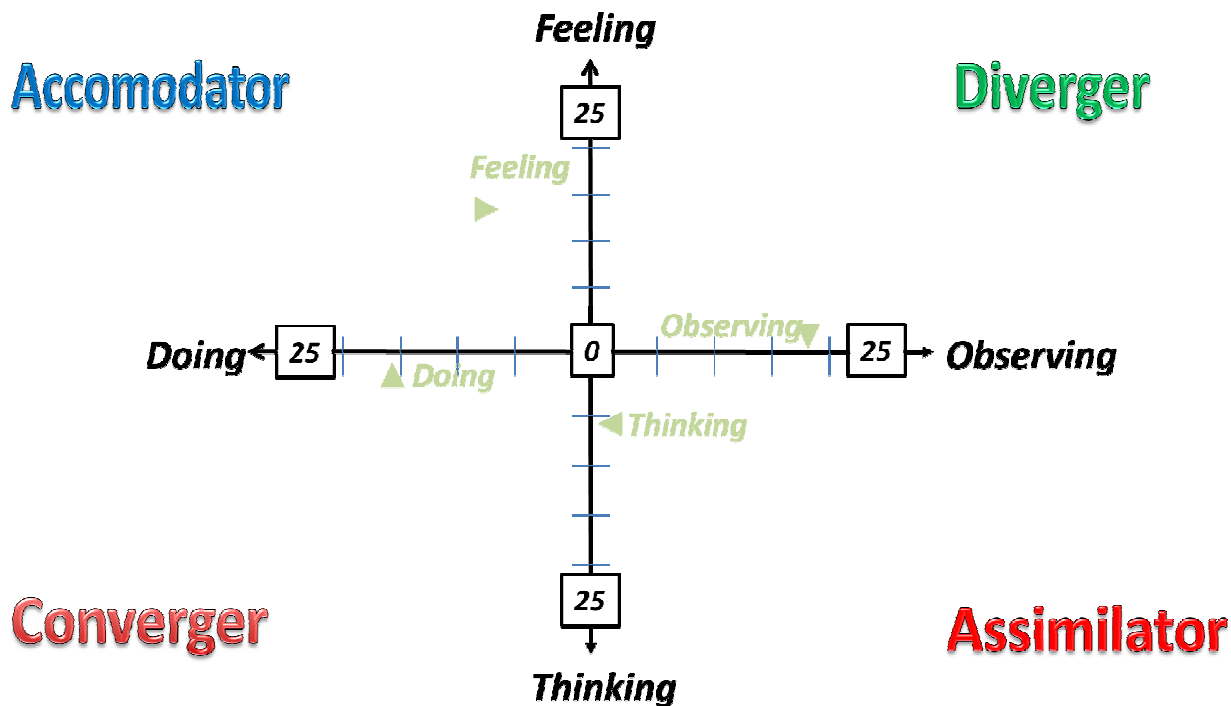 Feeling
Accomodator
Diverger
25
Feeling
Observing
Doing
25
0
25
Observing
Doing
Thinking
25
Converger
Assimilator
Thinking